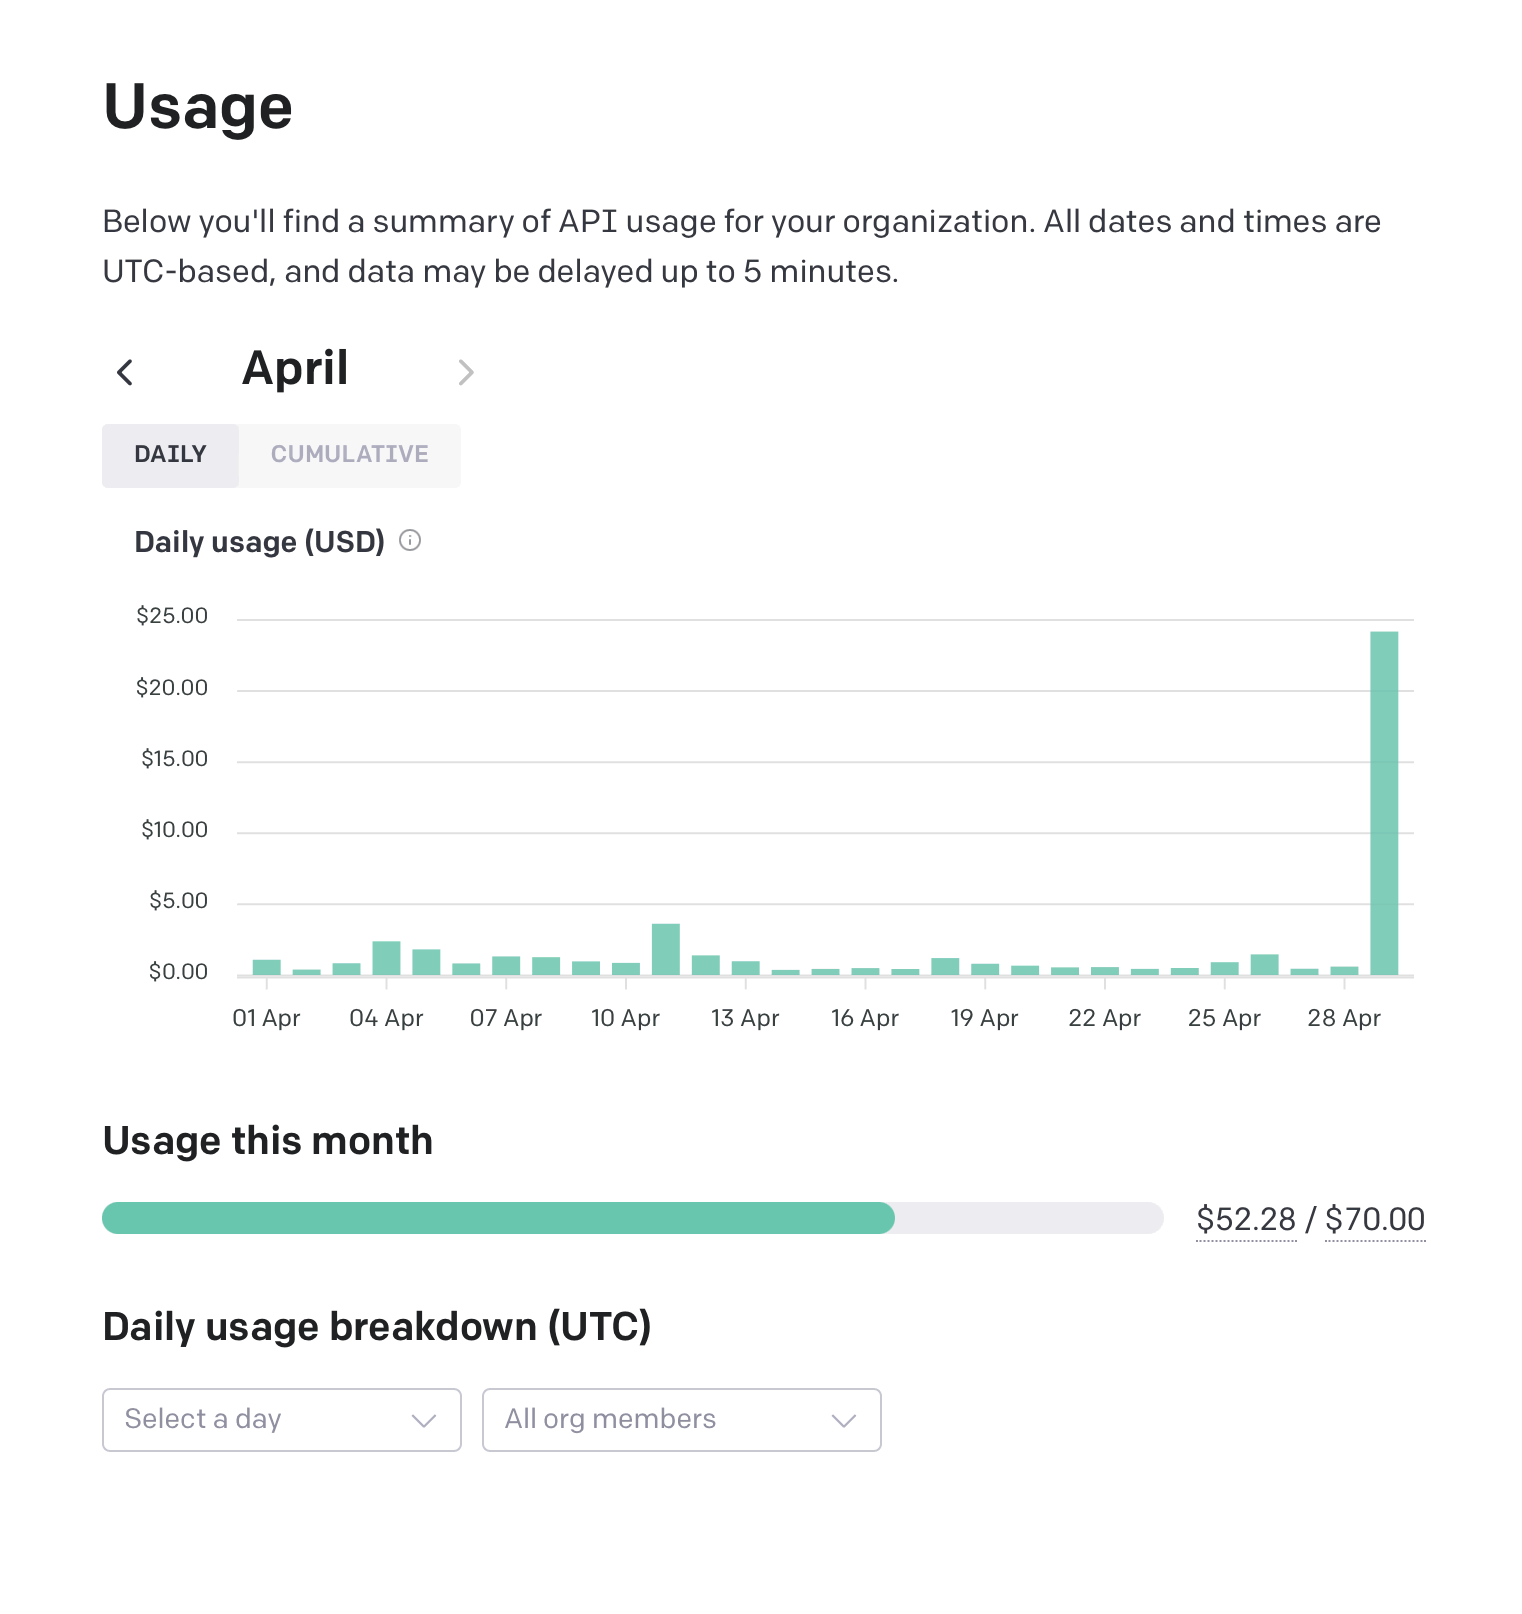 Usage
Below you'll find a summary of API usage for your organization. All dates and times are
UTC-based, and data may be delayed up to 5 minutes.
April
DAILY CUMULATIVE
Daily usage (USD)
$25.00
$20.00
$15.00
$10.00
$5.00
$0.00
01 Apr 04 Apr 07 Apr 10 Apr 13 Apr 16 Apr 19 Apr 22 Apr 25 Apr 28 Apr
Usage this month
$52.28 / $70.00
Daily usage breakdown (UTC)
Select a day All org members